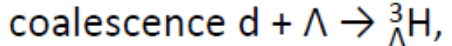 coalescence d + Λ → ³ΛH,